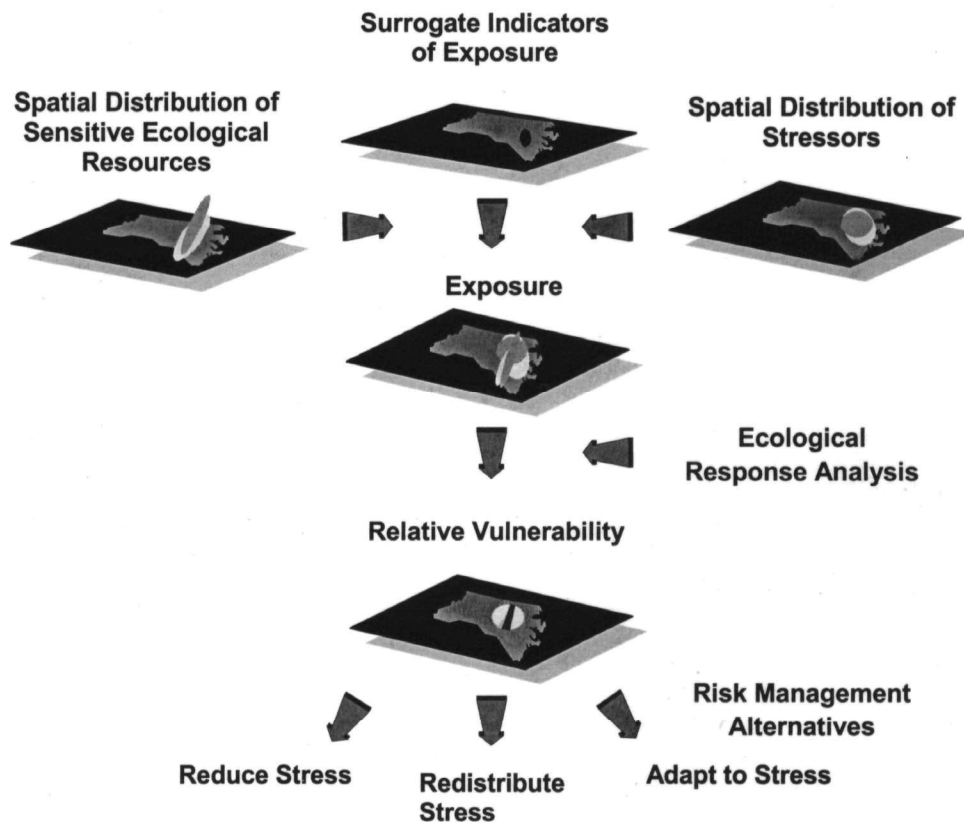 Surrogate Indicators
of Exposure
Spatial Distribution of
Sensitive Ecological
Resources
Spatial Distribution of
Stressors
Exposure
Ecological
Response Analysis
Relative Vulnerability
Risk Management
Alternatives
Reduce Stress
Redistribute
Stress
Adapt to Stress